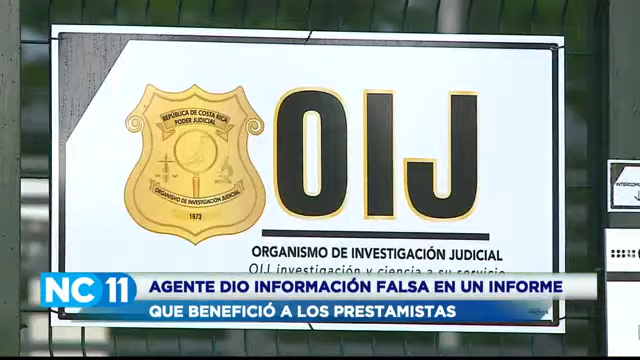 REPÚBLICA DE COSTA RICA
PODER JUDICIAL
ORGANISMO DE INVESTIGACIÓN JUDICIAL
1973
OIJ
ORGANISMO DE INVESTIGACIÓN JUDICIAL
OIJ investigación y ciencia a su servicio
NC 11
AGENTE DIO INFORMACIÓN FALSA EN UN INFORME
QUE BENEFICIÓ A LOS PRESTAMISTAS